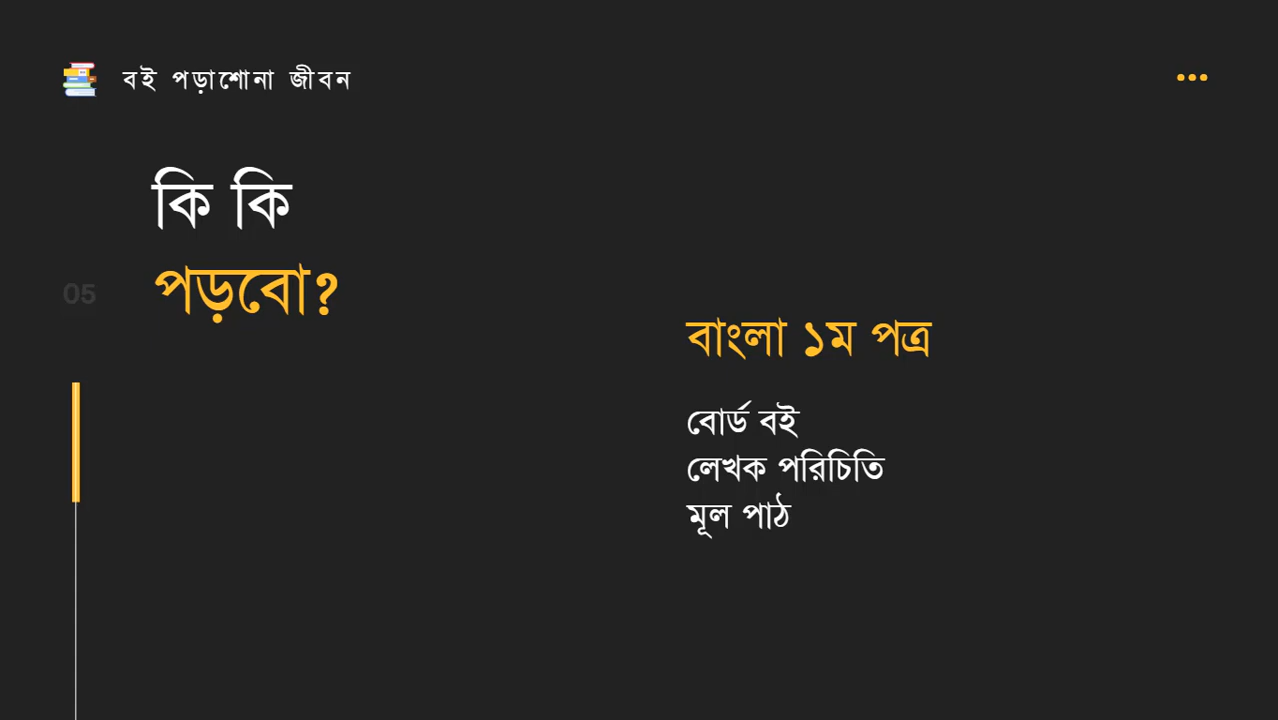 বই পড়াশোনা জীবন
কি কি
পড়বো?
05
বাংলা ১ম পত্র
বোর্ড বই
লেখক পরিচিতি
মূল পাঠ